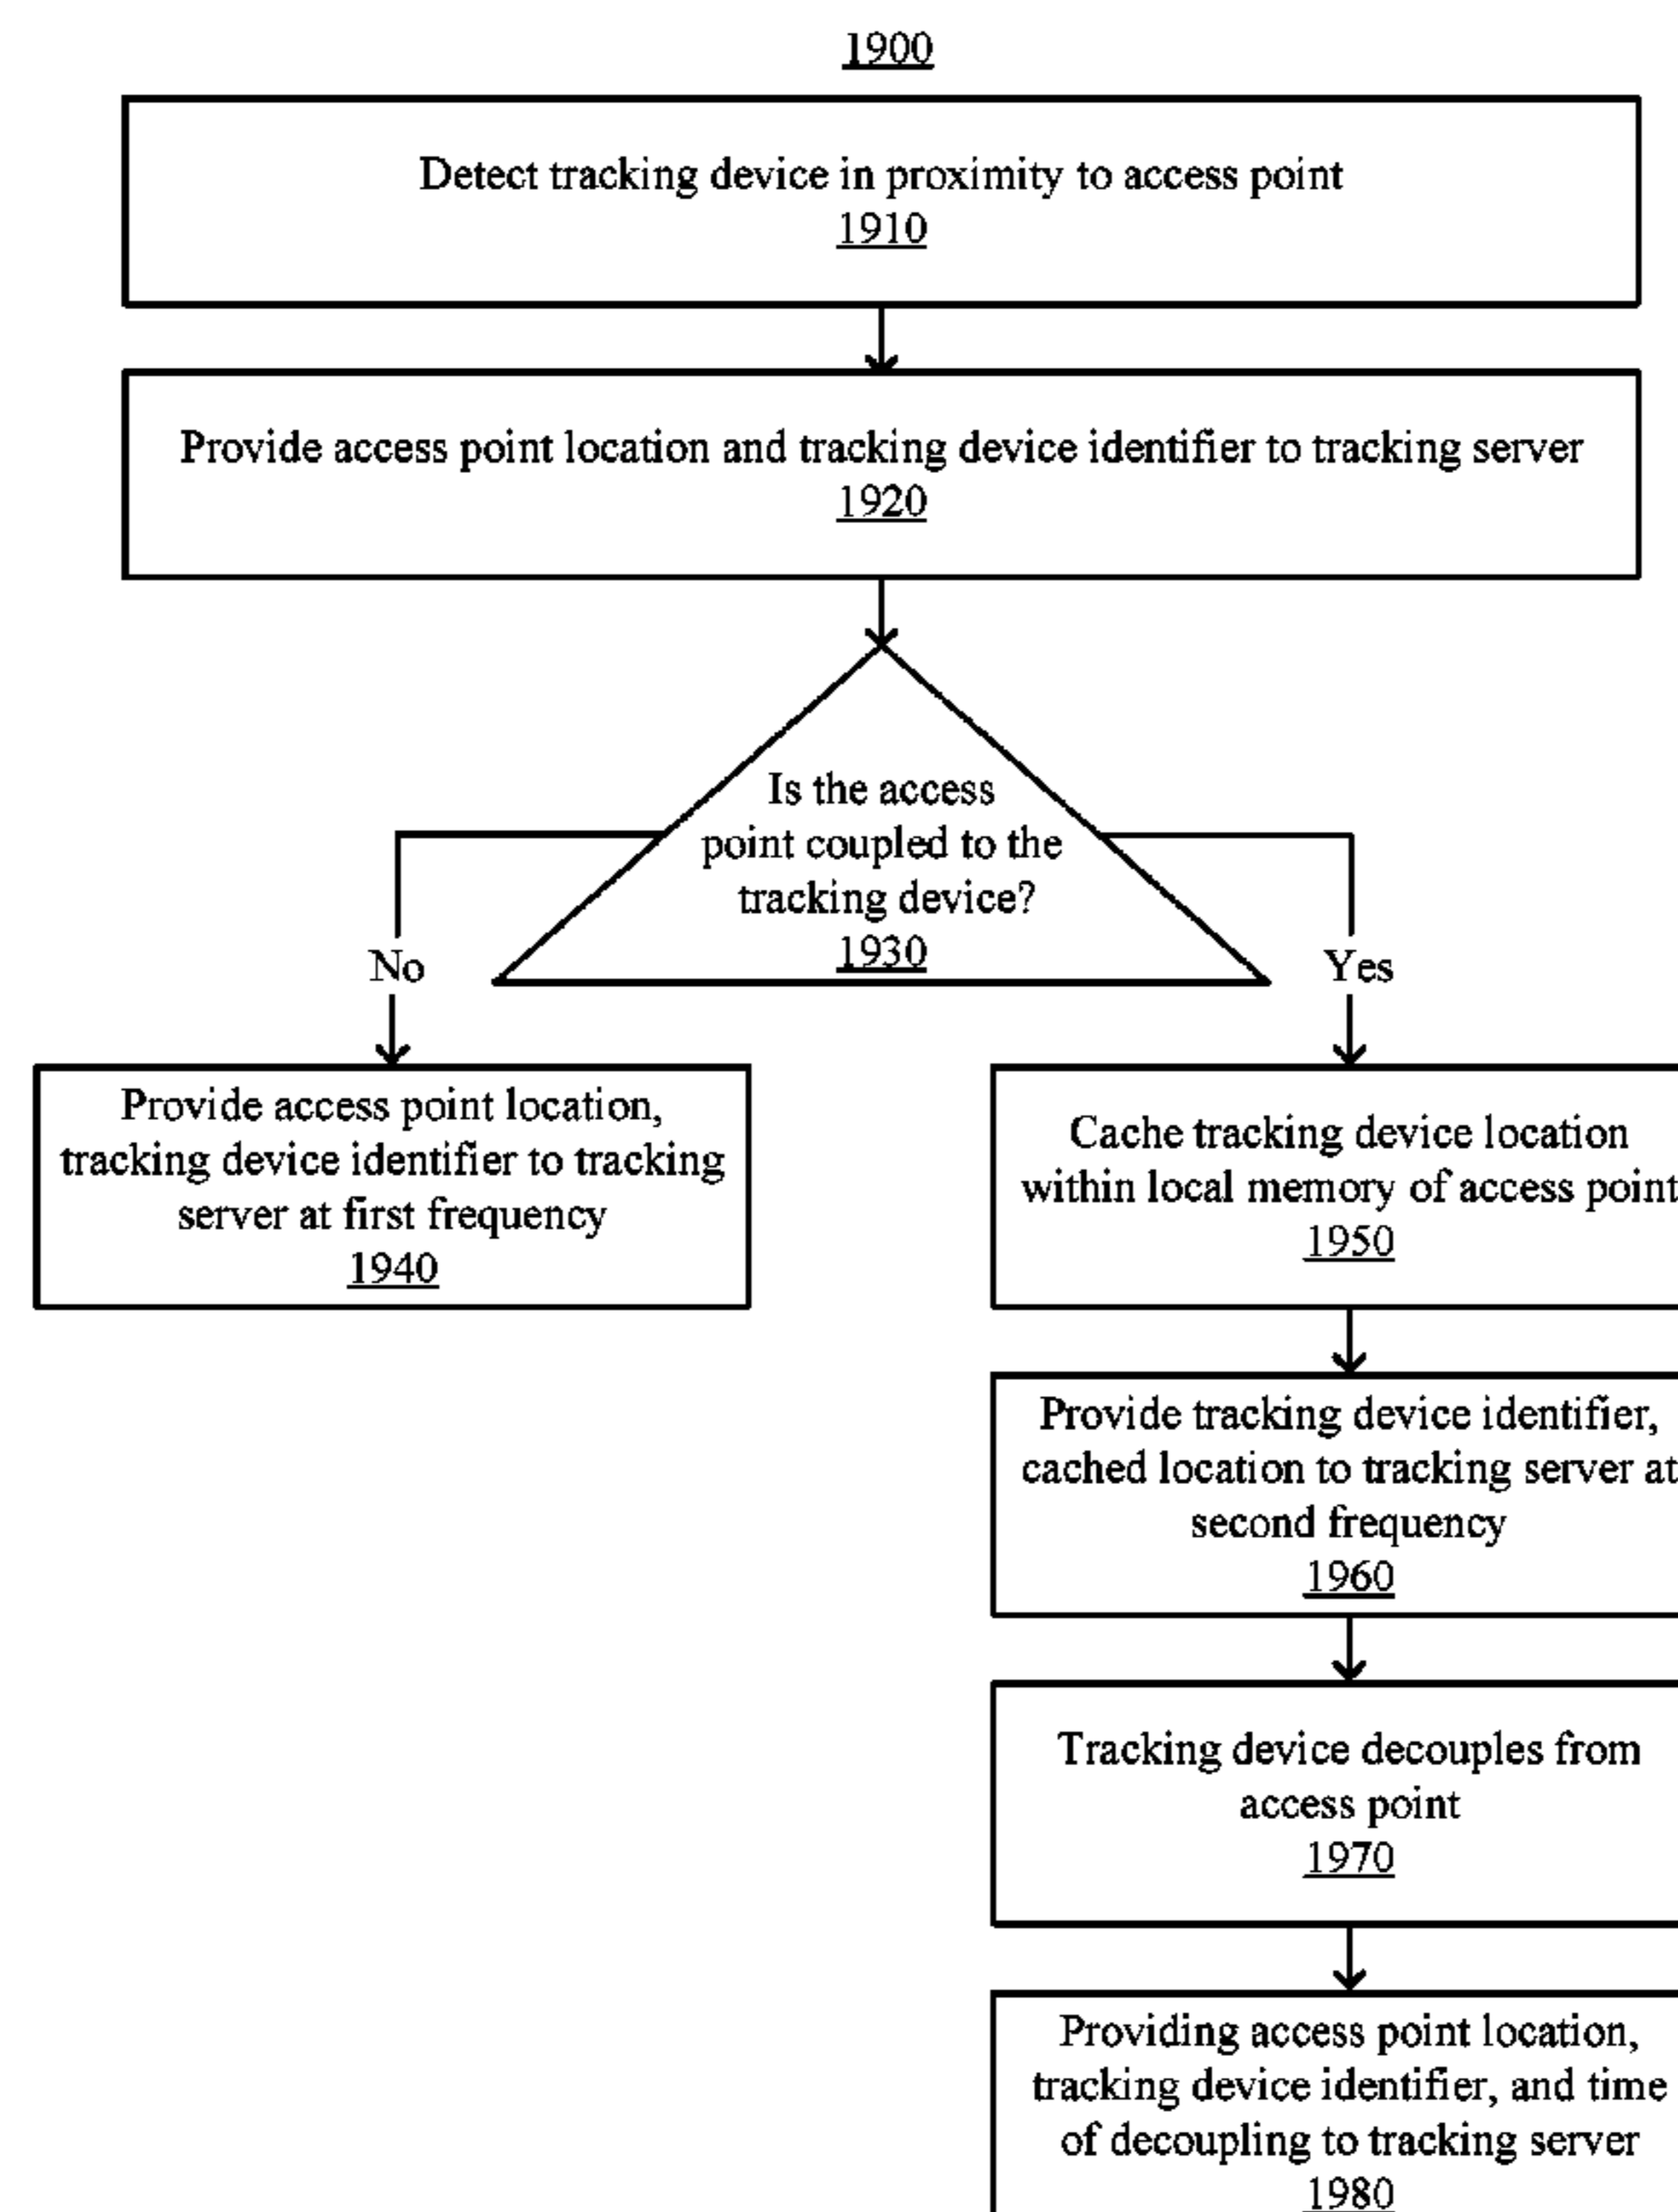 1900
Detect tracking device in proximity to access point
1910
Provide access point location and tracking device identifier to tracking server
1920
Is the access
point coupled to the
tracking device?
1930
No
Yes
Provide access point location,
tracking device identifier to tracking
server at first frequency
1940
Cache tracking device location
within local memory of access point
1950
Provide tracking device identifier,
cached location to tracking server at
second frequency
1960
Tracking device decouples from
access point
1970
Providing access point location,
tracking device identifier, and time
of decoupling to tracking server
1980